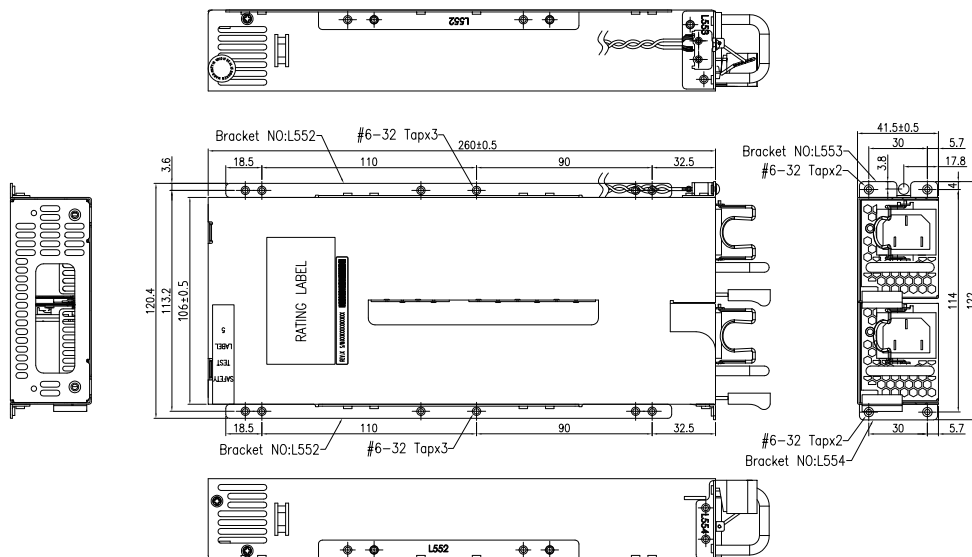 L552
L553
Bracket NO:L552
#6-32 Tapx3
260±0.5
18.5
110
90
32.5
3.6
120.4
113.2
106±0.5
RATING LABEL
SAFETY
TEST
LABEL
5
18.5
110
90
32.5
Bracket NO:L552
#6-32 Tapx3
41.5±0.5
30
5.7
Bracket NO:L553
3.8
17.8
#6-32 Tapx2
4
114
122
#6-32 Tapx2
30
5.7
Bracket NO:L554
L552
L554